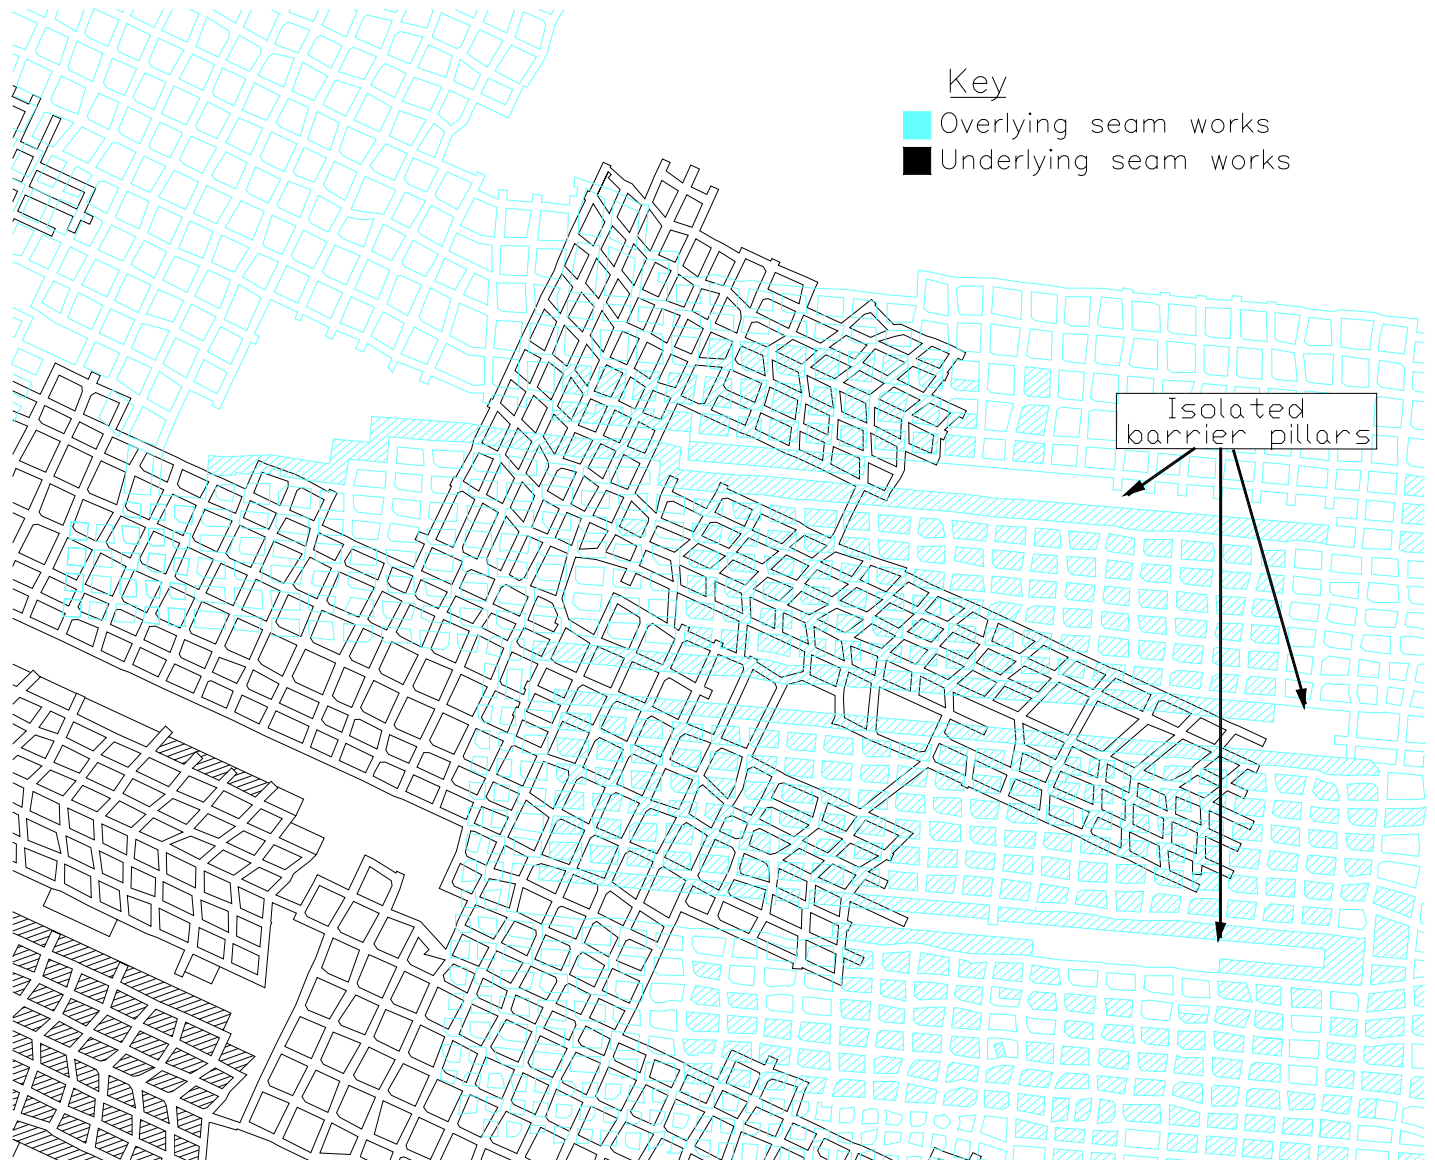 Key
Overlying seam works
Underlying seam works
Isolated
barrier pillars